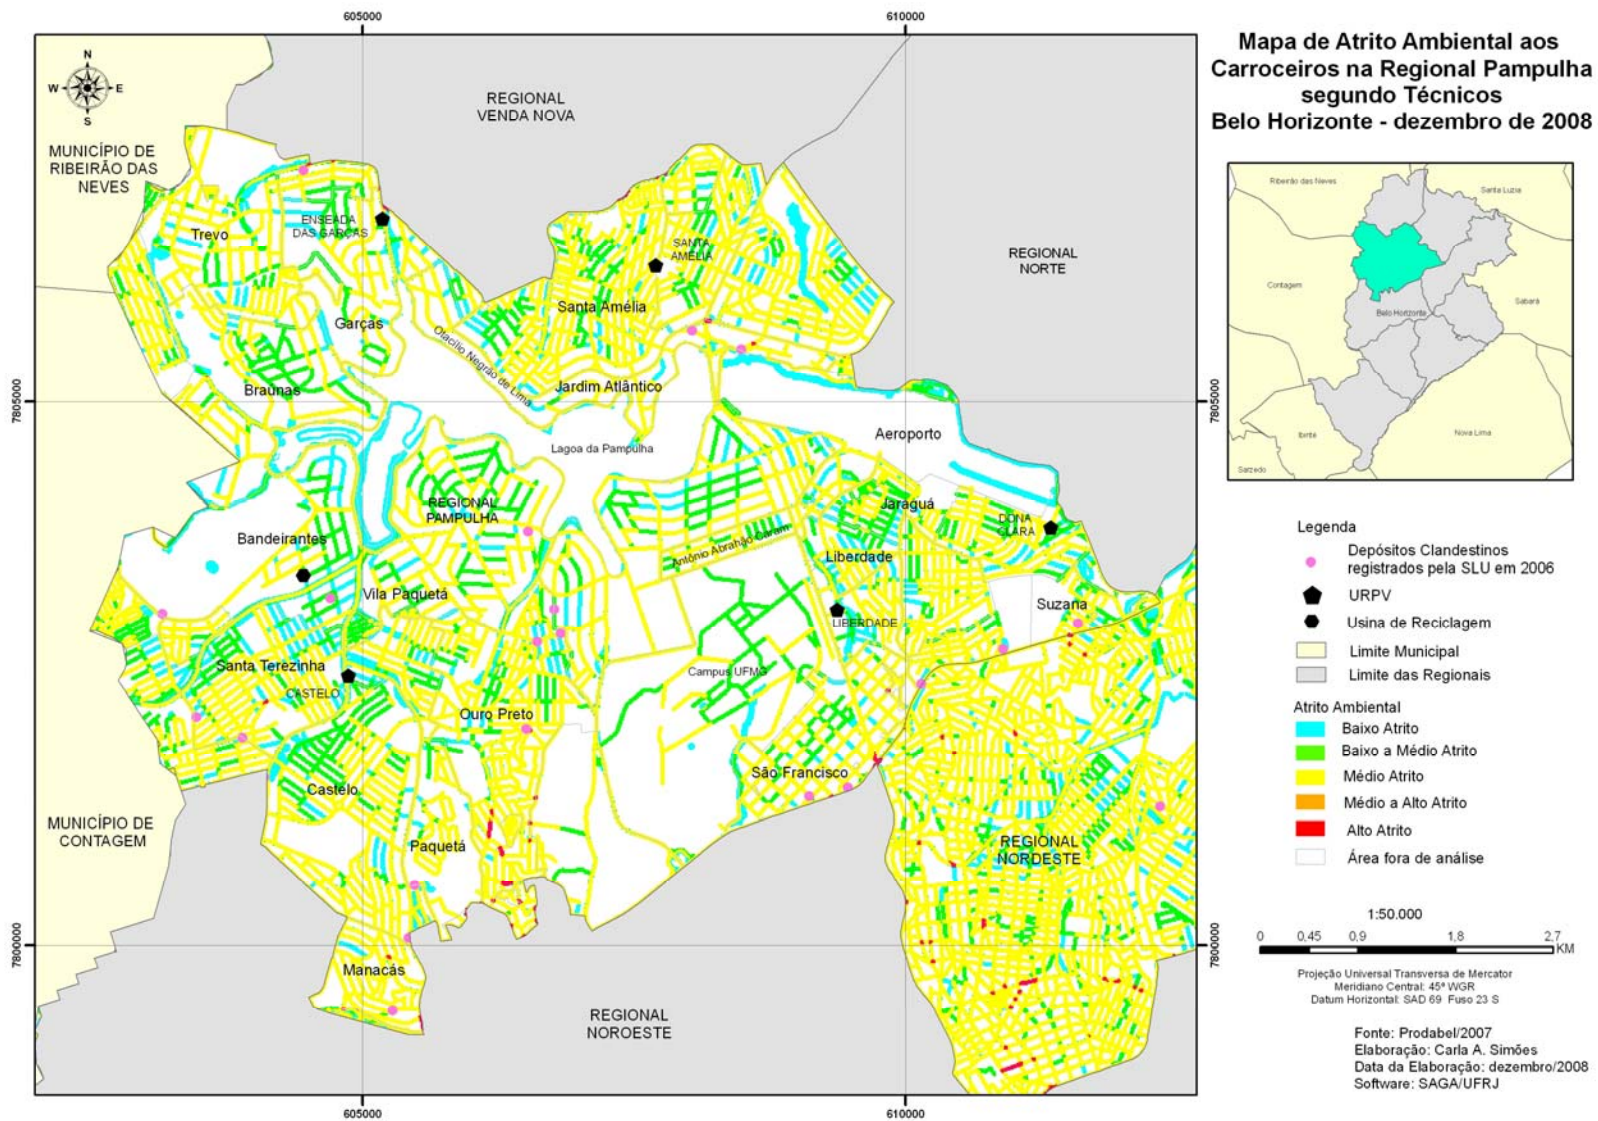 605000
610000
Mapa de Atrito Ambiental aos
Carroceiros na Regional Pampulha
segundo Técnicos
Belo Horizonte - dezembro de 2008
N
W
E
S
REGIONAL
VENDA NOVA
MUNICÍPIO DE
RIBEIRÃO DAS
NEVES
ENSEADA
DAS GARÇAS
Trevo
SANTA
AMÉLIA
REGIONAL
NORTE
Santa Amélia
Garças
Otacílio Negrão de Lima
Braúnas
Jardim Atlântico
7805000
7805000
Aeroporto
Lagoa da Pampulha
REGIONAL
PAMPULHA
Jaraguá
DONA
CLARA
Bandeirantes
Antônio Abrahão Caram
Liberdade
Vila Paquetá
Suzana
LIBERDADE
Santa Terezinha
Campus UFMG
CASTELO
Ouro Preto
São Francisco
Castelo
MUNICÍPIO DE
CONTAGEM
Paquetá
REGIONAL
NORDESTE
7800000
7800000
Manacás
REGIONAL
NOROESTE
605000
610000
Ribeirão das Neves
Santa Luzia
Contagem
Sabará
Belo Horizonte
Ibirité
Nova Lima
Sarzedo
Legenda
Depósitos Clandestinos
registrados pela SLU em 2006
URPV
Usina de Reciclagem
Limite Municipal
Limite das Regionais
Atrito Ambiental
Baixo Atrito
Baixo a Médio Atrito
Médio Atrito
Médio a Alto Atrito
Alto Atrito
Área fora de análise
1:50.000
0 0,45 0,9 1,8 2,7
KM
Projeção Universal Transversa de Mercator
Meridiano Central: 45° WGR
Datum Horizontal: SAD 69 Fuso 23 S
Fonte: Prodabel/2007
Elaboração: Carla A. Simões
Data da Elaboração: dezembro/2008
Software: SAGA/UFRJ